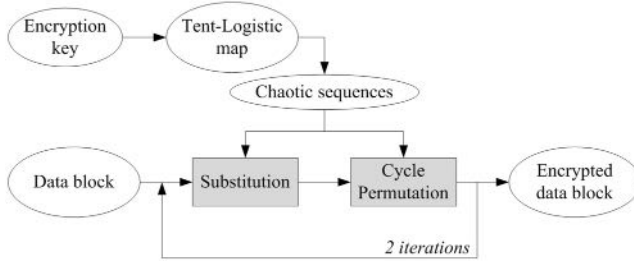 Encryption
key
Tent-Logistic
map
Chaotic sequences
Data block
Substitution
Cycle
Permutation
Encrypted
data block
2 iterations